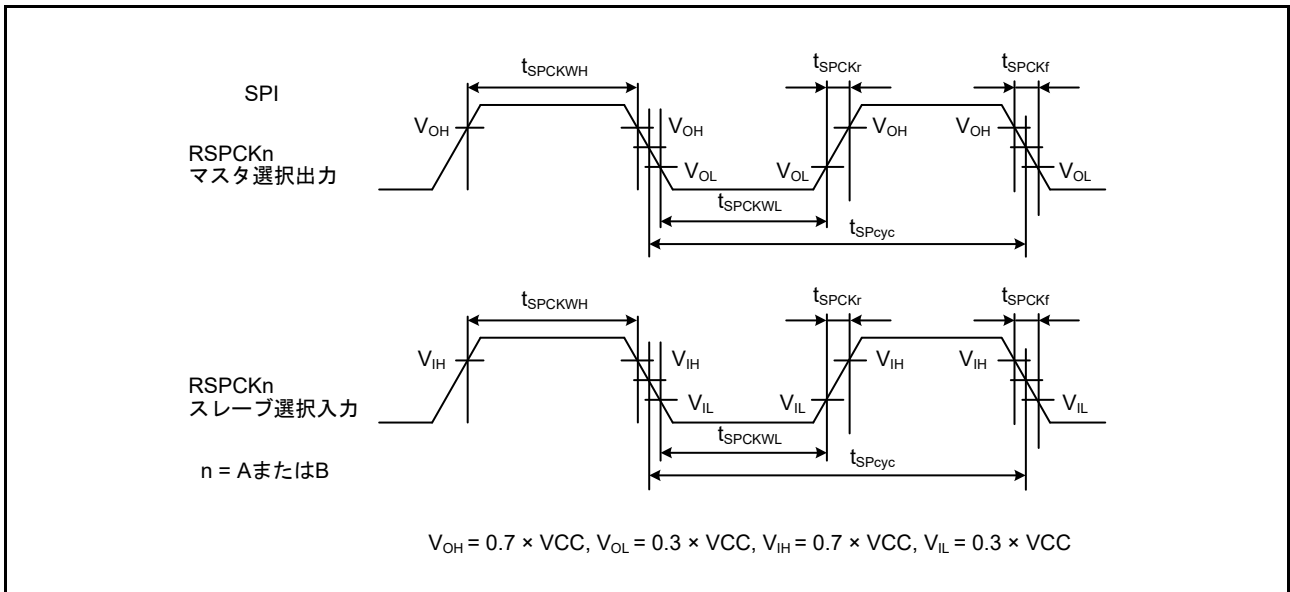 SPI
tSPCKWH
tSPCKr
tSPCKf
VOH
VOH
VOH
VOH
RSPCKn
マスタ選択出力
VOL
VOL
VOL
tSPCKWL
tSPcyc
tSPCKWH
tSPCKr
tSPCKf
VIH
VIH
VIH
VIH
RSPCKn
スレーブ選択入力
VIL
VIL
VIL
tSPCKWL
tSPcyc
n = AまたはB
VOH = 0.7 × VCC, VOL = 0.3 × VCC, VIH = 0.7 × VCC, VIL = 0.3 × VCC